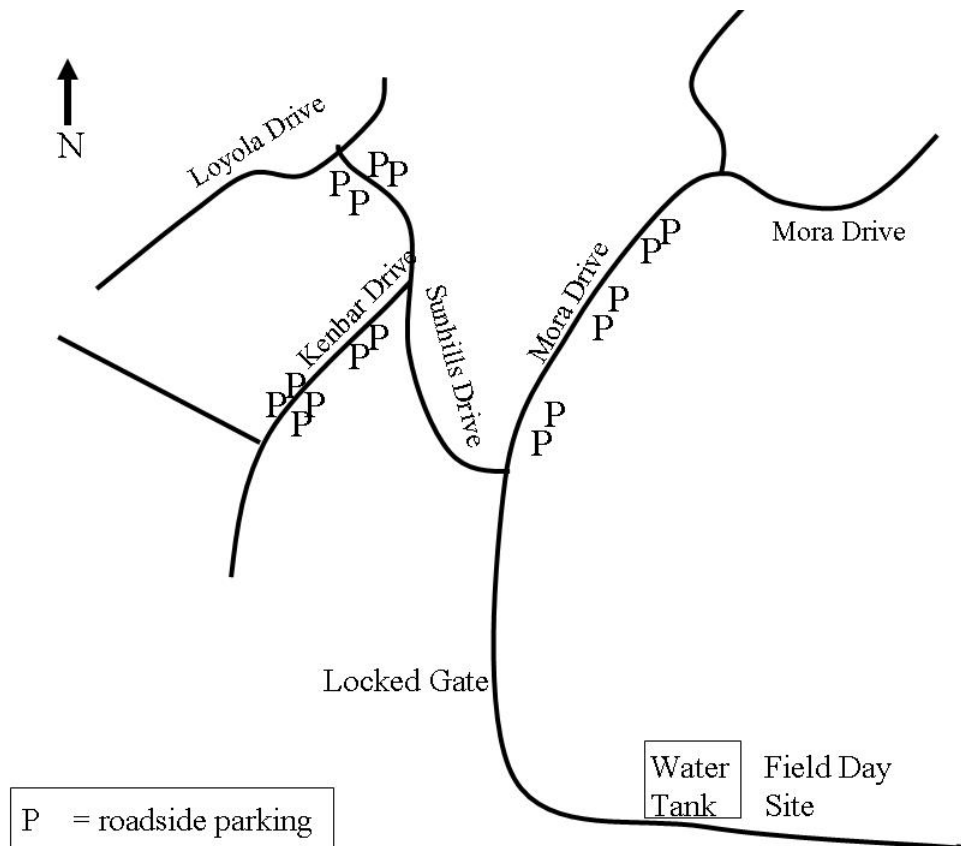 N
Loyola Drive
P
P
P
P
Mora Drive
P
P
Kenbar Drive
Sunhills Drive
Mora Drive
P
P
P
P
P
P
P
P
P
P
P
P
Locked Gate
Water
Tank
Field Day
Site
P = roadside parking